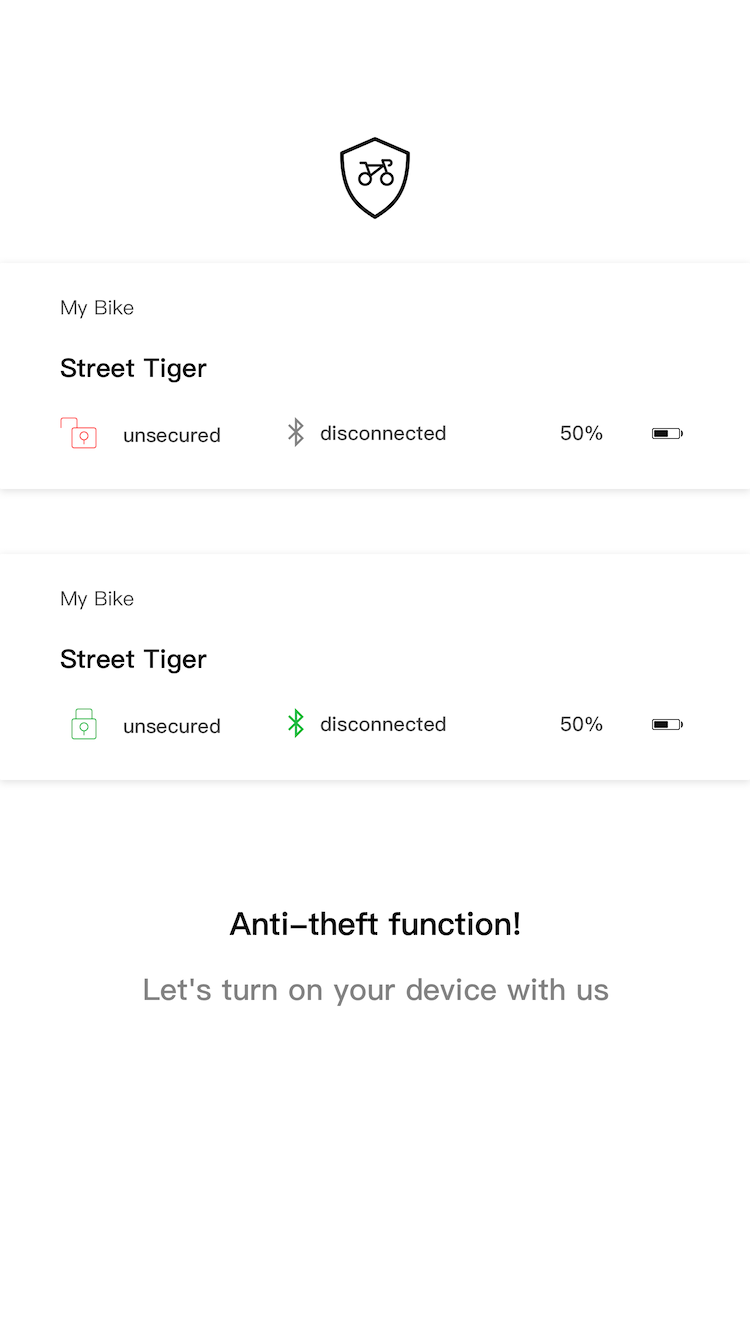 My Bike
Street Tiger
unsecured disconnected 50%
My Bike
Street Tiger
unsecured disconnected 50%
Anti–theft function!
Let's turn on your device with us